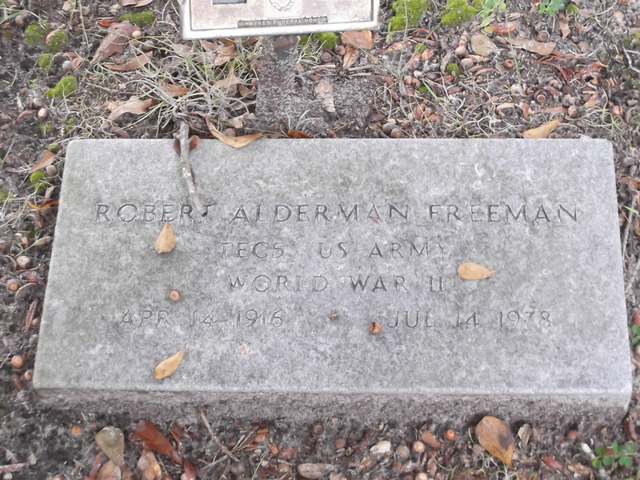 ROBERT ALDERMAN FREEMAN
TEC5 US ARMY
WORLD WAR II
APR 14 1916 JUL 14 1978